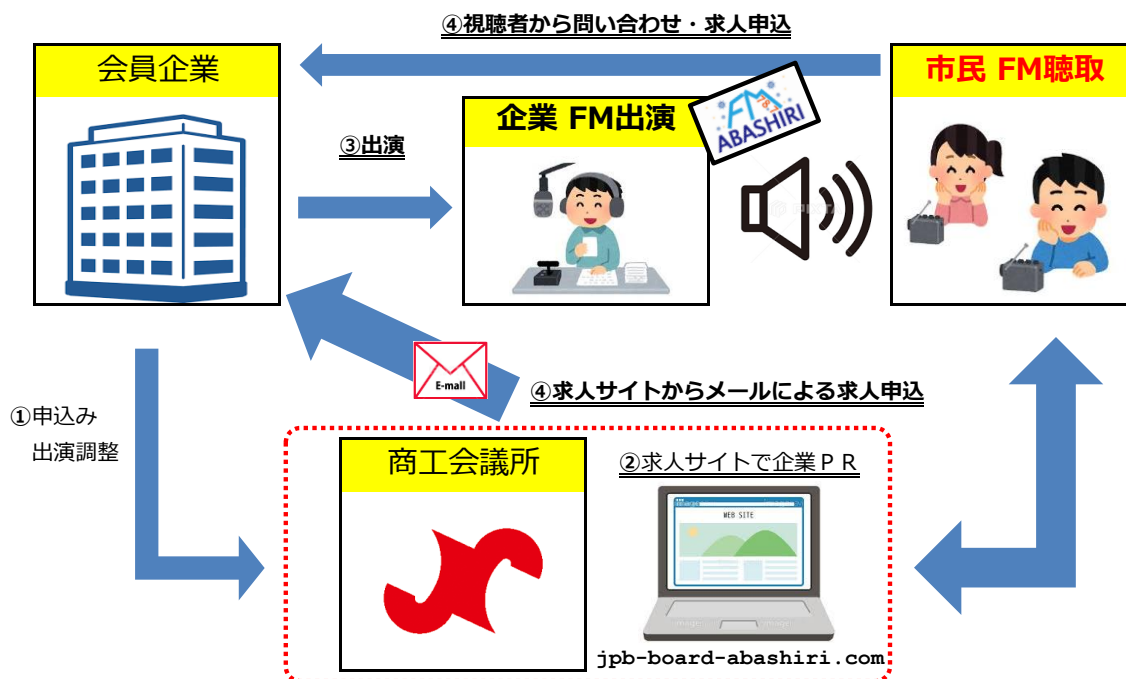 ④視聴者から問い合わせ・求人申込
会員企業
企業 FM出演
FM
78.7
ABASHIRI
市民 FM聴取
③出演
E-mall
④求人サイトからメールによる求人申込
①申込み
出演調整
商工会議所
②求人サイトで企業ＰＲ
WEB SITE
jpb-board-abashiri.com